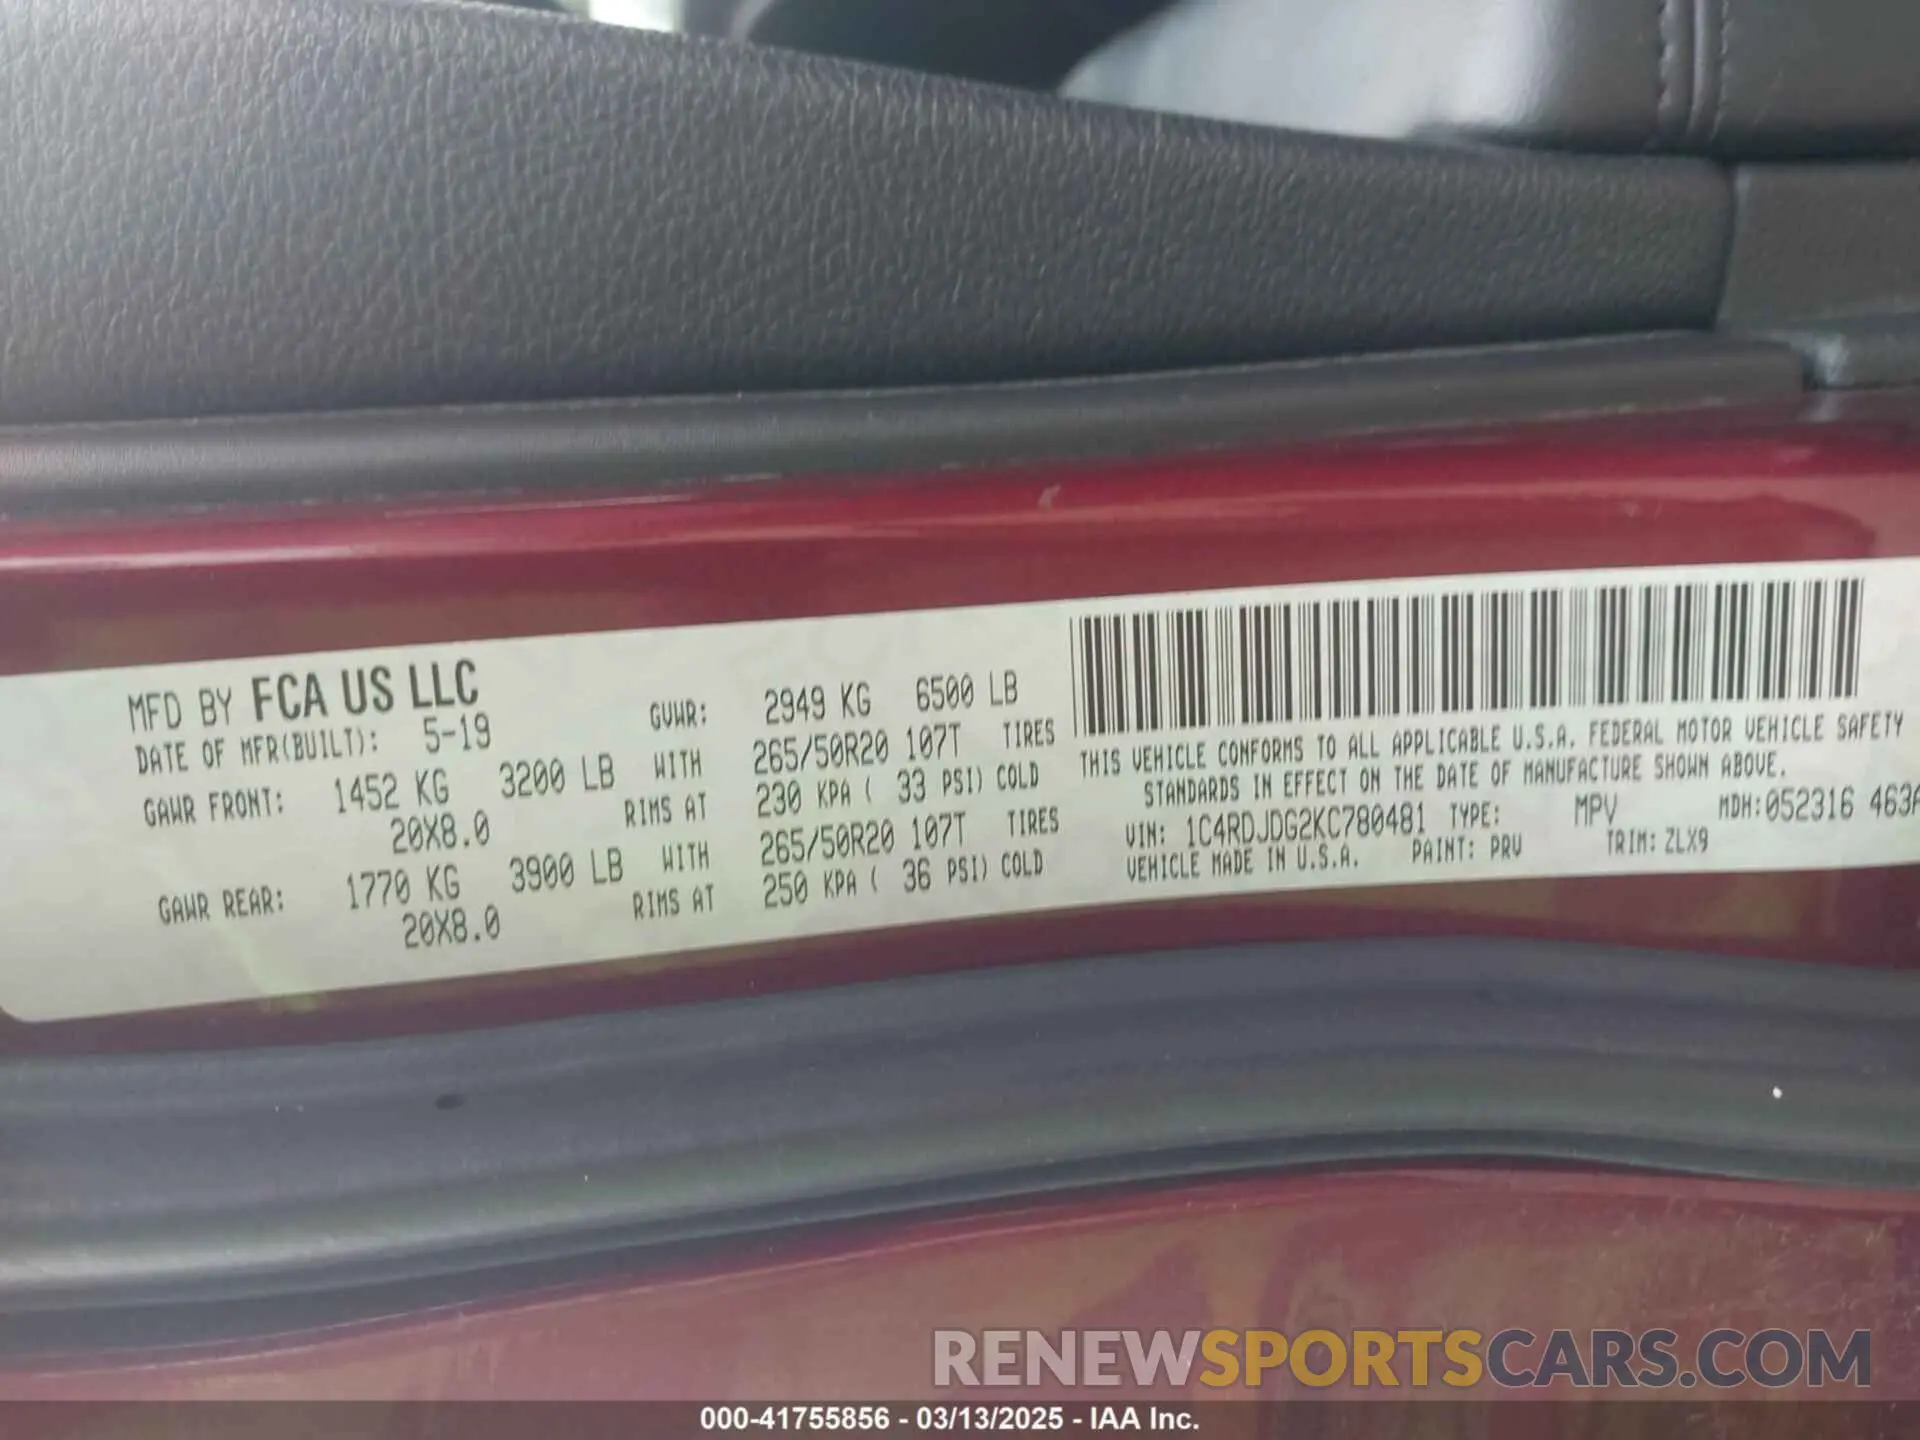 MFD BY FCA US LLC
DATE OF MFR(BUILT): 5-19
GVWR: 2949 KG 6500 LB
GAWR FRONT: 1452 KG 3200 LB WITH 265/50R20 107T TIRES
20X8.0 RIMS AT 230 KPA ( 33 PSI) COLD
GAWR REAR: 1770 KG 3900 LB WITH 265/50R20 107T TIRES
20X8.0 RIMS AT 250 KPA ( 36 PSI) COLD
THIS VEHICLE CONFORMS TO ALL APPLICABLE U.S.A. FEDERAL MOTOR VEHICLE SAFETY
STANDARDS IN EFFECT ON THE DATE OF MANUFACTURE SHOWN ABOVE.
VIN: 1C4RDJDG2KC780481 TYPE: MPV MDH:052316 463A
VEHICLE MADE IN U.S.A. PAINT: PRV TRIM: ZLX9
RENEWSPORTSCARS.COM
000-41755856 - 03/13/2025 - IAA Inc.